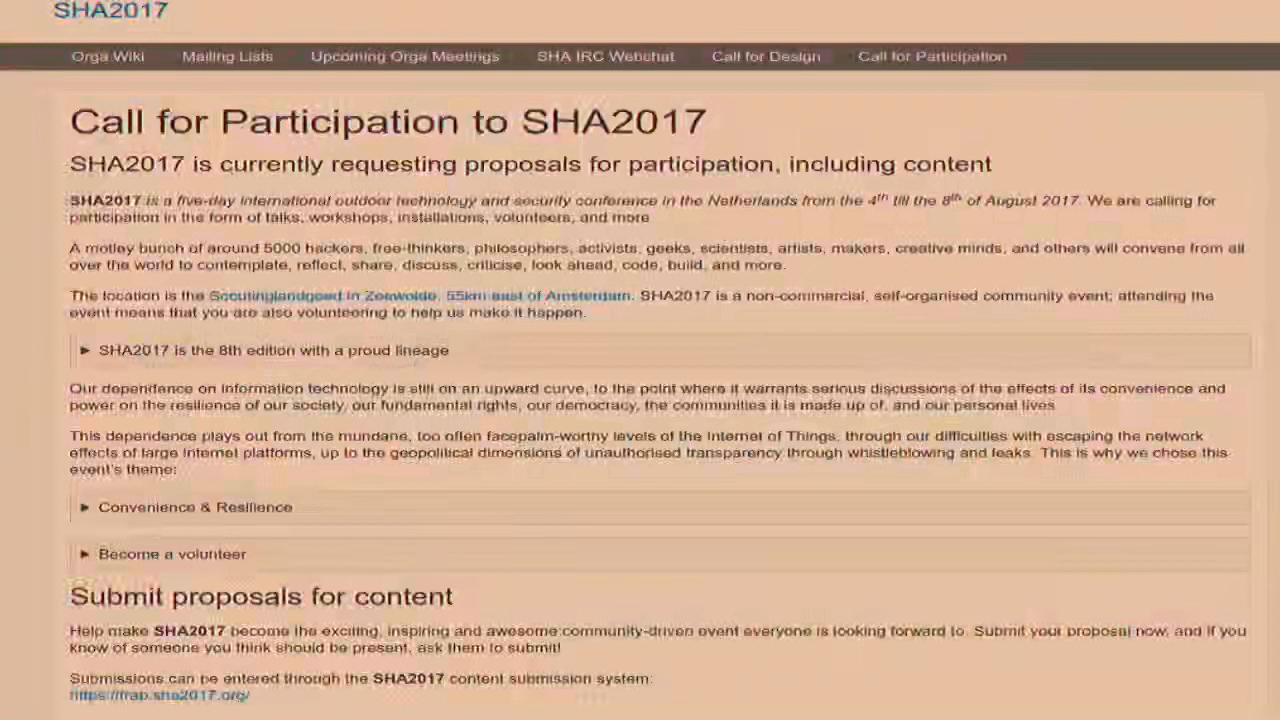 SHA2017
Orga Wiki Mailing Lists Upcoming Orga Meetings SHA IRC Webchat Call for Design Call for Participation
Call for Participation to SHA2017
SHA2017 is currently requesting proposals for participation, including content
SHA2017 is a five-day international outdoor technology and security conference in the Netherlands from the 4th till the 8th of August 2017. We are calling for
participation in the form of talks, workshops, installations, volunteers, and more
A motley bunch of around 5000 hackers, free-thinkers, philosophers, activists, geeks, scientists, artists, makers, creative minds, and others will convene from all
over the world to contemplate, reflect, share, discuss, criticise, look ahead, code, build, and more.
The location is the Scoutinglandgoed in Zeewolde, 55km east of Amsterdam. SHA2017 is a non-commercial, self-organised community event; attending the
event means that you are also volunteering to help us make it happen.
► SHA2017 is the 8th edition with a proud lineage
Our dependence on information technology is still on an upward curve, to the point where it warrants serious discussions of the effects of its convenience and
power on the resilience of our society, our fundamental rights, our democracy, the communities it is made up of, and our personal lives
This dependence plays out from the mundane, too often facepalm-worthy levels of the Internet of Things, through our difficulties with escaping the network
effects of large internet platforms, up to the geopolitical dimensions of unauthorised transparency through whistleblowing and leaks. This is why we chose this
event's theme:
► Convenience & Resilience
► Become a volunteer
Submit proposals for content
Help make SHA2017 become the exciting, inspiring and awesome community-driven event everyone is looking forward to. Submit your proposal now, and if you
know of someone you think should be present, ask them to submit!
Submissions can be entered through the SHA2017 content submission system:
https://frap.sha2017.org/